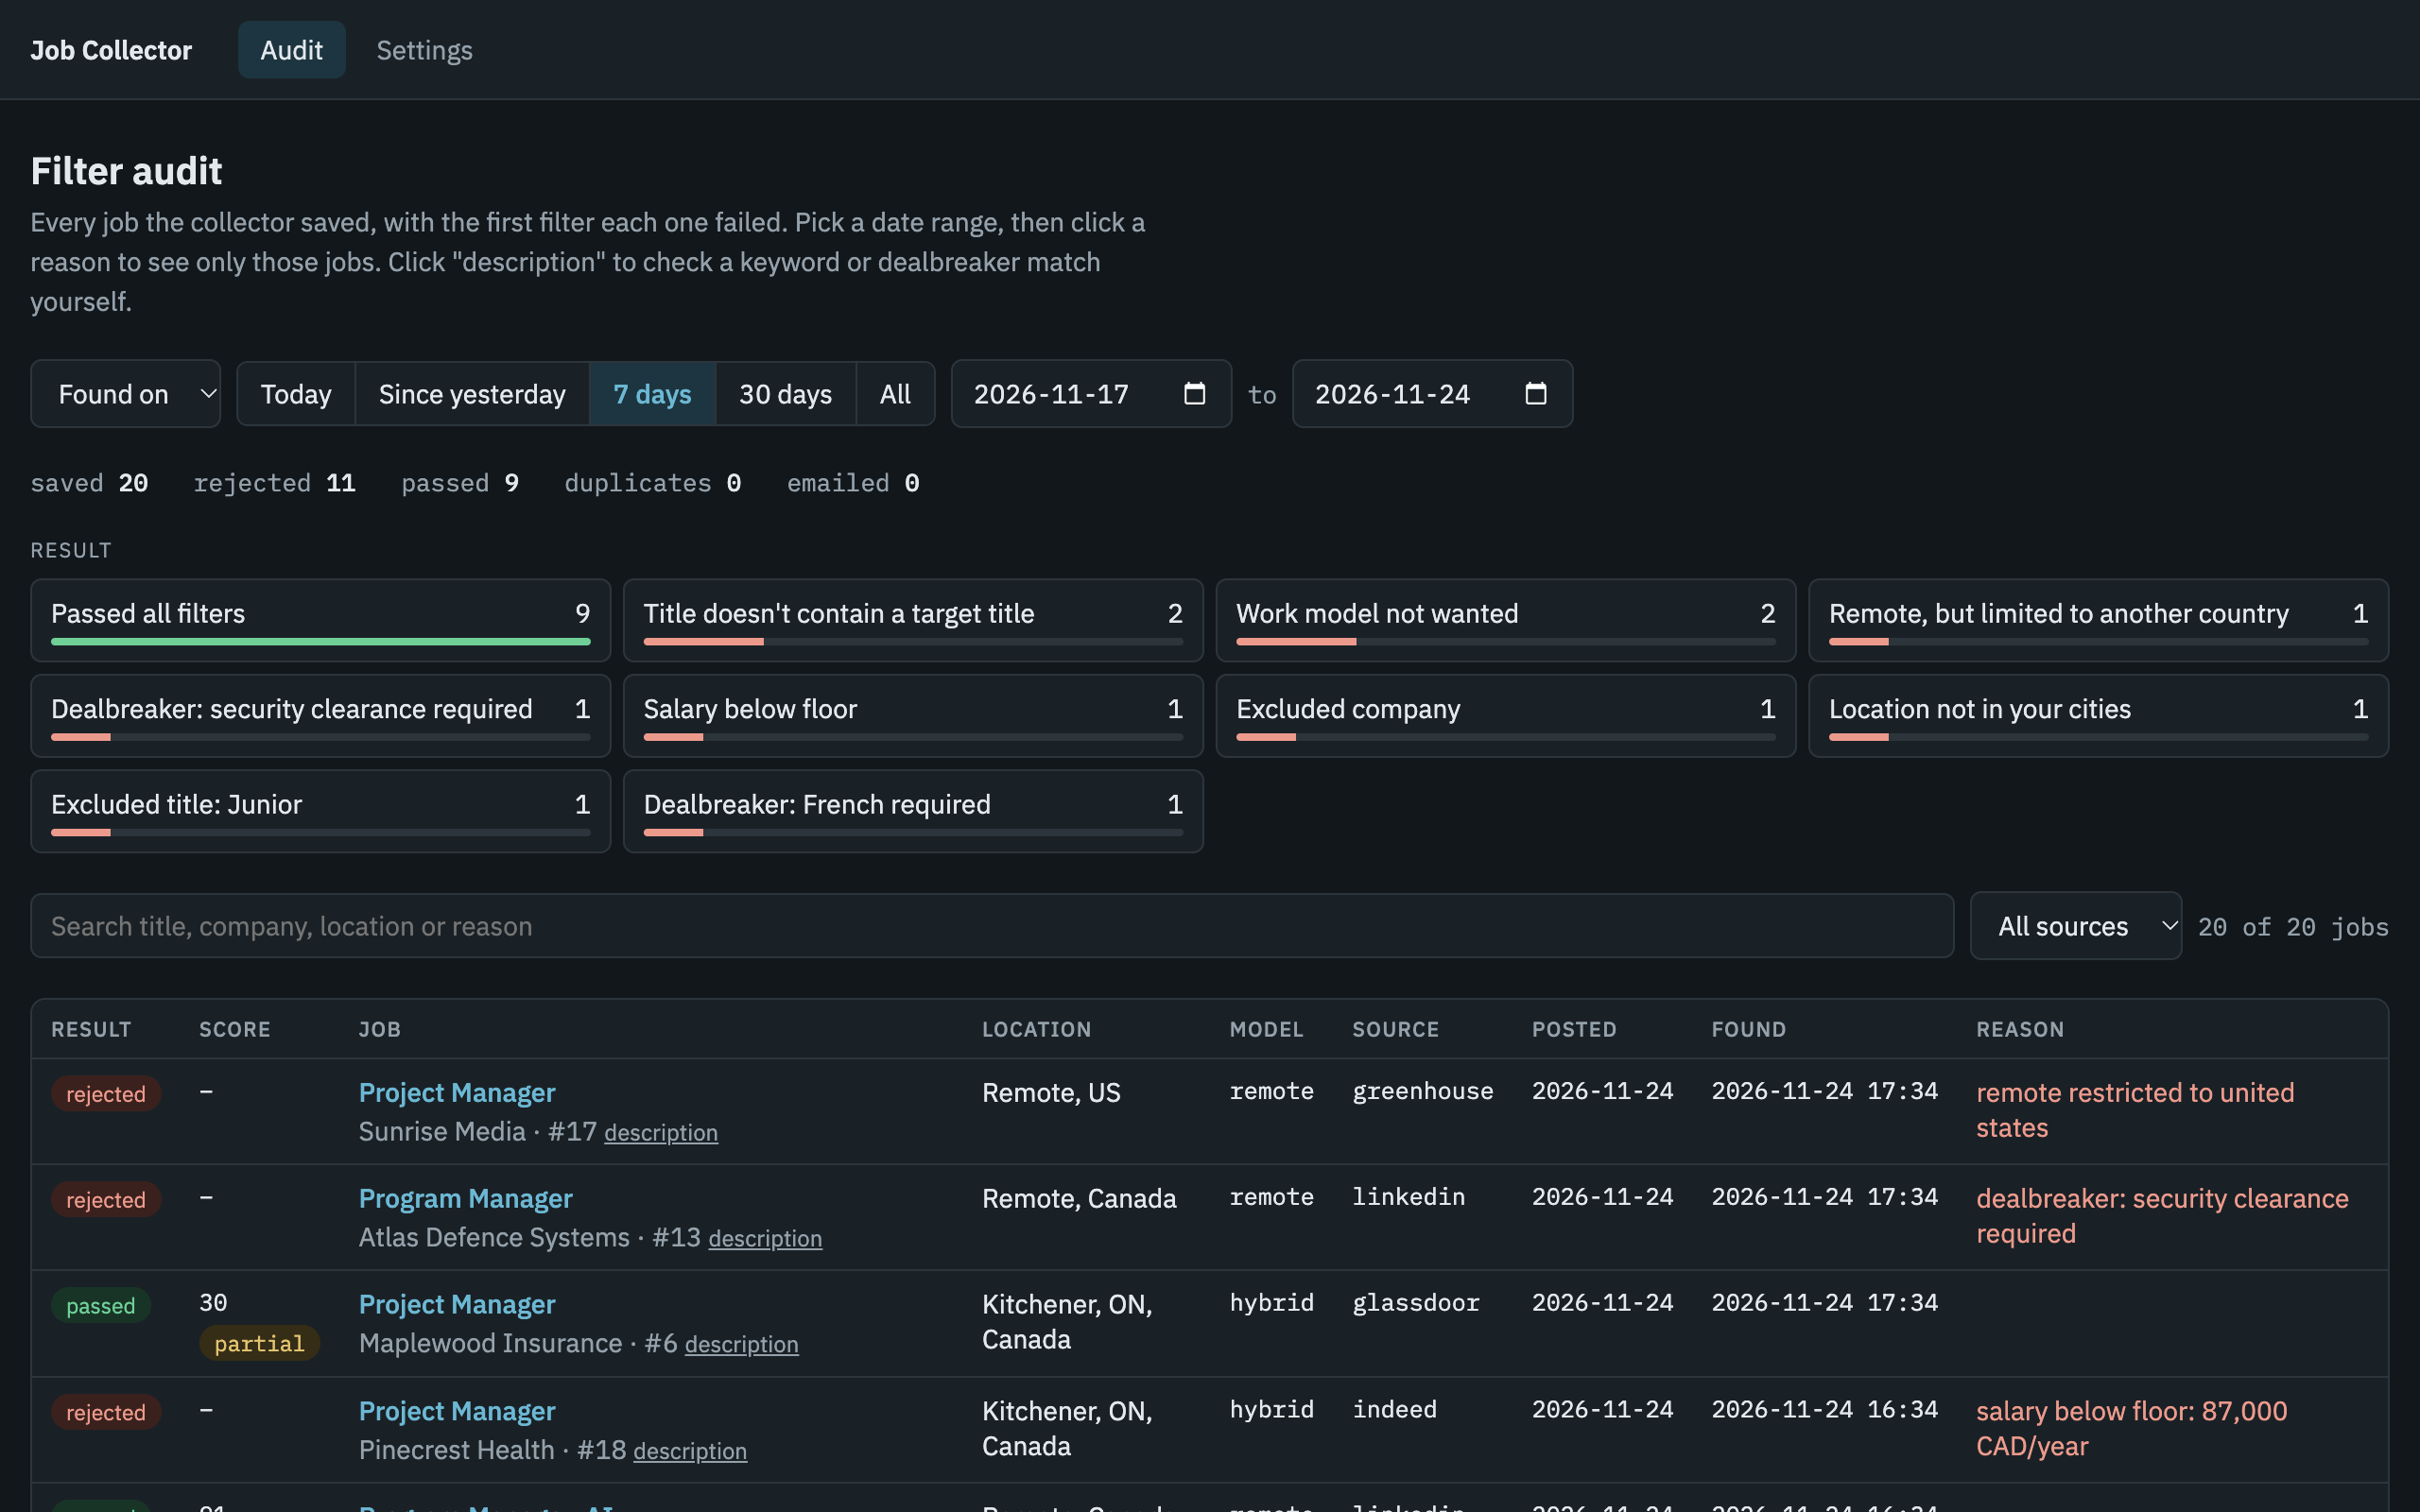 Job Collector
Audit
Settings
Filter audit
Every job the collector saved, with the first filter each one failed. Pick a date range, then click a
reason to see only those jobs. Click "description" to check a keyword or dealbreaker match
yourself.
Found on
Today
Since yesterday
7 days
30 days
All
2026-11-17
to
2026-11-24
saved 20 rejected 11 passed 9 duplicates 0 emailed 0
RESULT
Passed all filters 9
Title doesn't contain a target title 2
Work model not wanted 2
Remote, but limited to another country 1
Dealbreaker: security clearance required 1
Salary below floor 1
Excluded company 1
Location not in your cities 1
Excluded title: Junior 1
Dealbreaker: French required 1
Search title, company, location or reason
All sources
20 of 20 jobs
RESULT SCORE JOB LOCATION MODEL SOURCE POSTED FOUND REASON
rejected – Project Manager Remote, US remote greenhouse 2026-11-24 2026-11-24 17:34 remote restricted to united
Sunrise Media · #17 description states
rejected – Program Manager Remote, Canada remote linkedin 2026-11-24 2026-11-24 17:34 dealbreaker: security clearance
Atlas Defence Systems · #13 description required
passed 30 Project Manager Kitchener, ON, hybrid glassdoor 2026-11-24 2026-11-24 17:34
partial Maplewood Insurance · #6 description Canada
rejected – Project Manager Kitchener, ON, hybrid indeed 2026-11-24 2026-11-24 16:34 salary below floor: 87,000
Pinecrest Health · #18 description Canada CAD/year